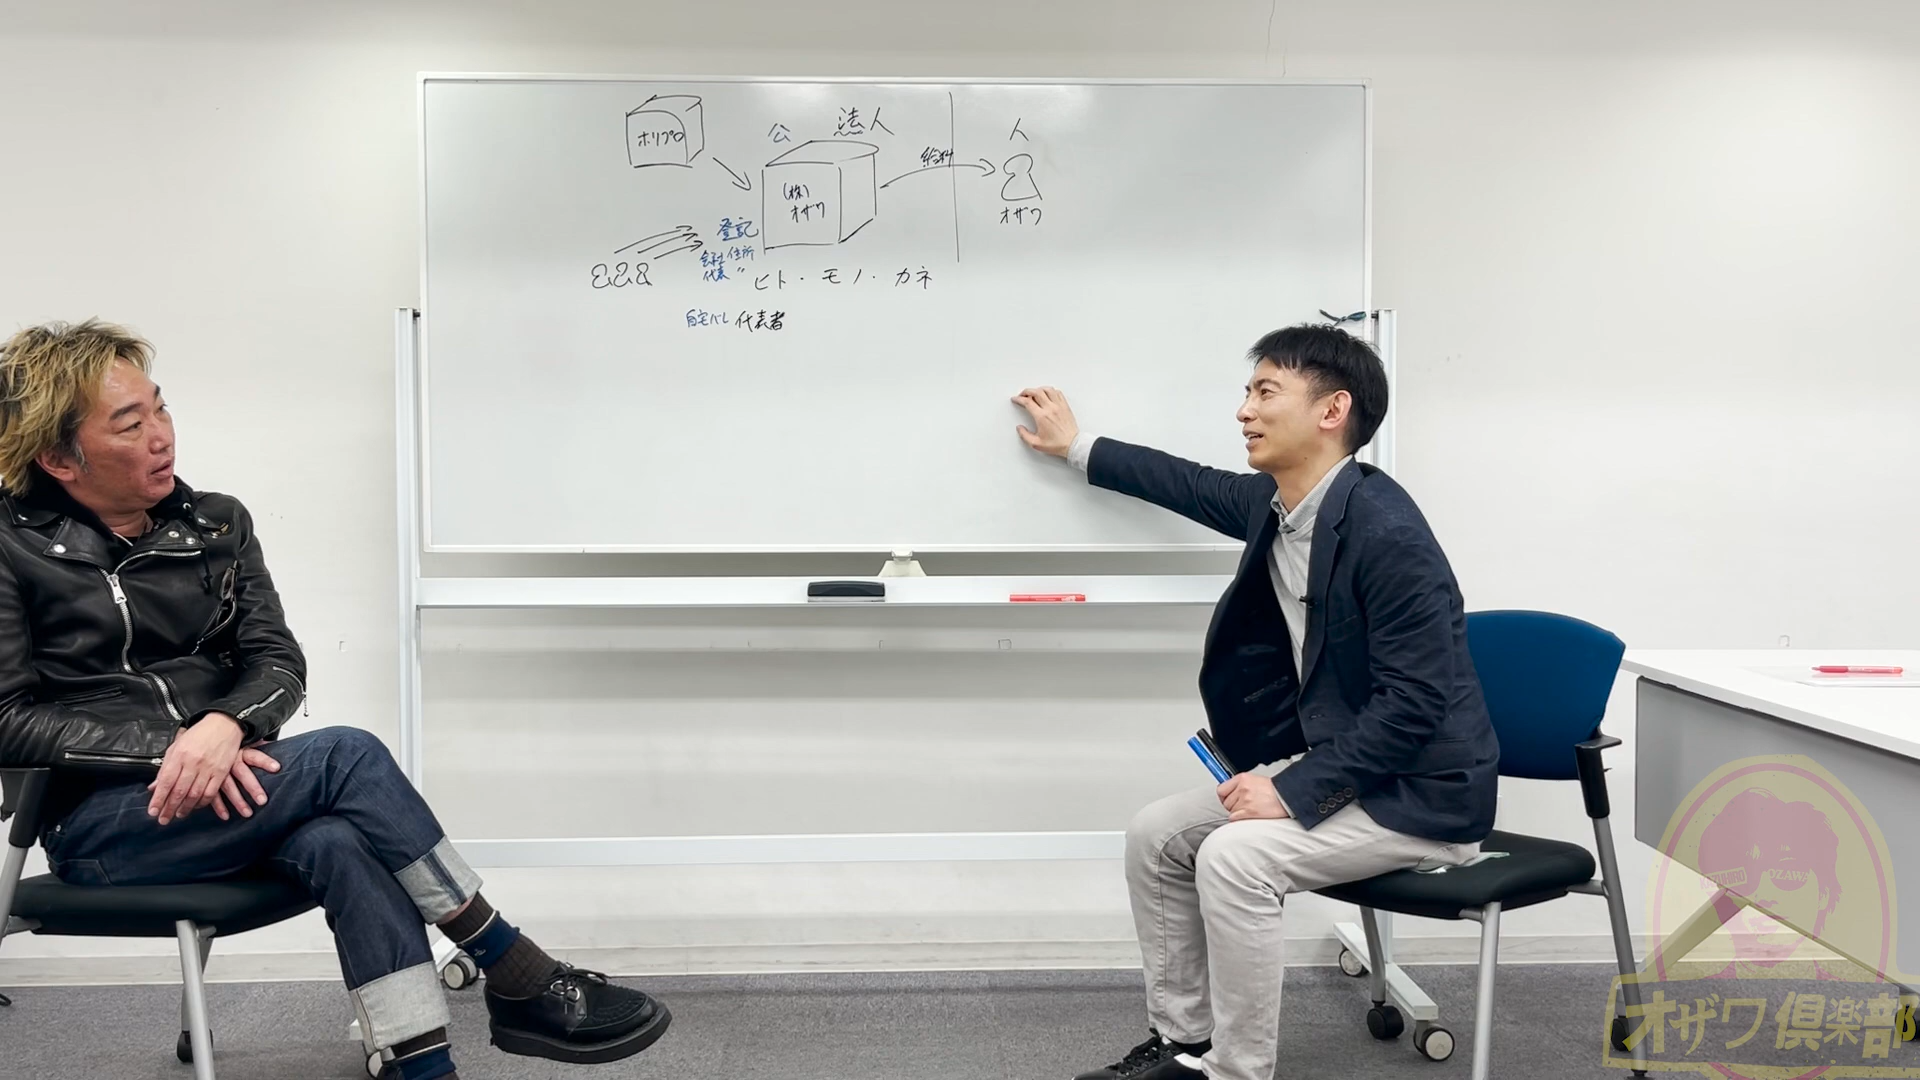 ホリプロ
公 法人
人
(株)
オザワ
給料
オザワ
登記
会社住所
代表 〃
ヒト・モノ・カネ
自宅バレ 代表者
OZAWA
オザワ倶楽部